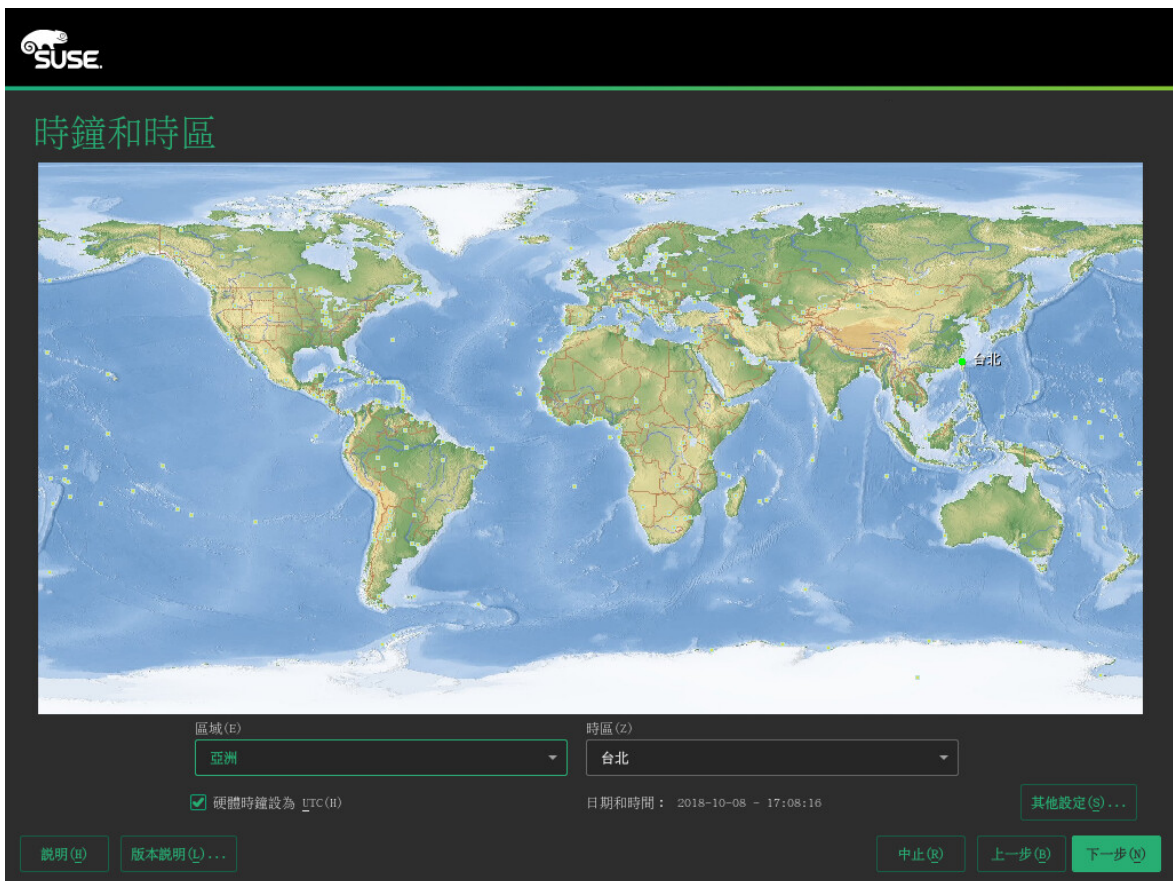 SUSE.
時鐘和時區
台北
區域(E)
時區(Z)
亞洲
台北
硬體時鐘設為 UTC(H)
日期和時間： 2018-10-08 - 17:08:16
其他設定(S)...
說明(H)
版本說明(L)...
中止(R)
上一步(B)
下一步(N)